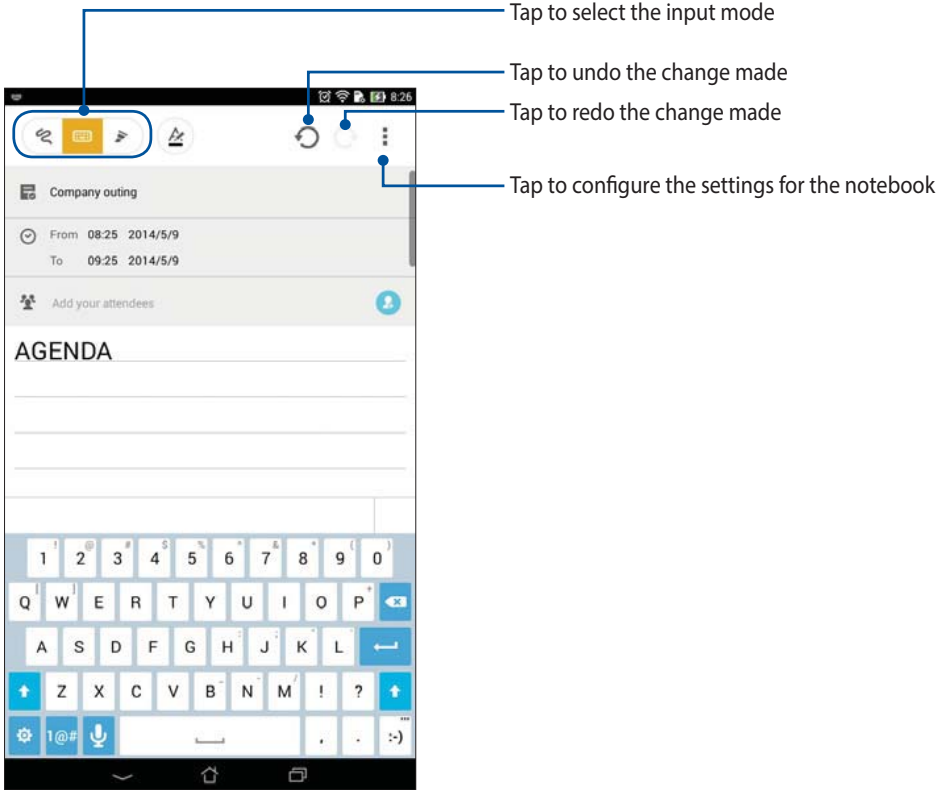 Tap to select the input mode
Tap to undo the change made
8:26
Tap to redo the change made
Tap to configure the settings for the notebook
Company outing
From 08:25 2014/5/9
To 09:25 2014/5/9
Add your attendees
AGENDA
! @ # $ % ^ & * ( )
1 2 3 4 5 6 7 8 9 0
[ ] +
Q W E R T Y U I O P
A S D F G H J K L
Z X C V B N M ! ?
1@# , . :-)